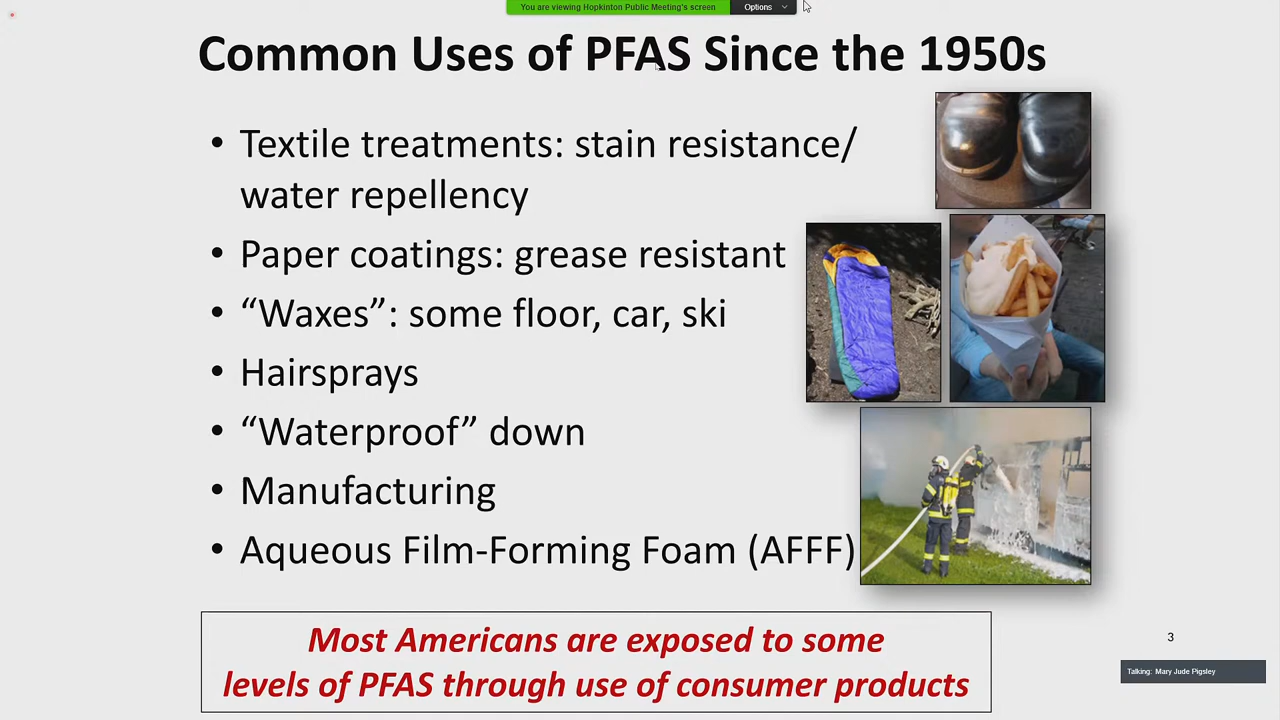 You are viewing Hopkinton Public Meeting's screen
Options
Common Uses of PFAS Since the 1950s
• Textile treatments: stain resistance/
water repellency
• Paper coatings: grease resistant
• “Waxes”: some floor, car, ski
• Hairsprays
• “Waterproof” down
• Manufacturing
• Aqueous Film-Forming Foam (AFFF)
Most Americans are exposed to some
levels of PFAS through use of consumer products
3
Talking: Mary Jude Pigsley